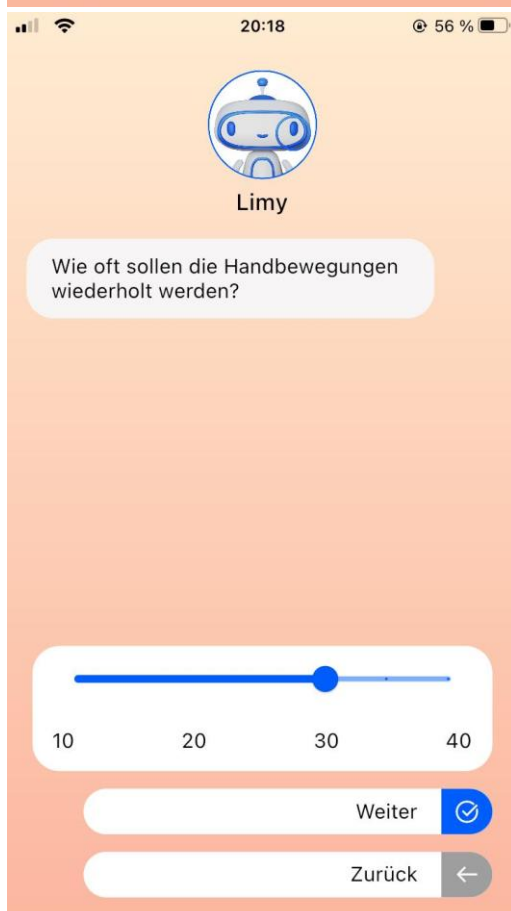 20:18
56 %
Limy
Wie oft sollen die Handbewegungen
wiederholt werden?
10 20 30 40
Weiter
Zurück